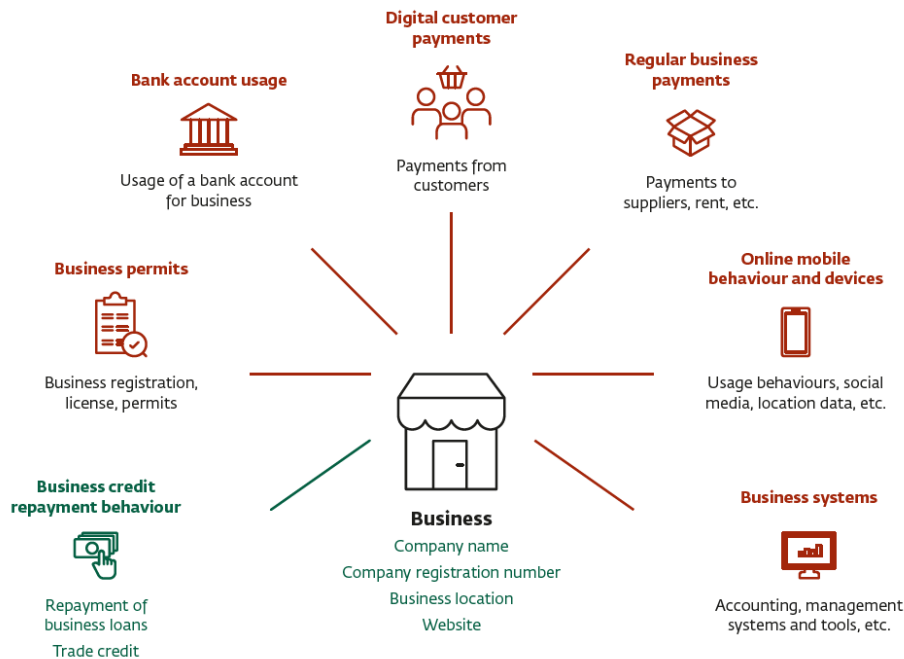 Digital customer
payments
Payments from
customers
Bank account usage
Usage of a bank account
for business
Regular business
payments
Payments to
suppliers, rent, etc.
Business permits
Business registration,
license, permits
Online mobile
behaviour and devices
Usage behaviours, social
media, location data, etc.
Business credit
repayment behaviour
Repayment of
business loans
Trade credit
Business
Company name
Company registration number
Business location
Website
Business systems
Accounting, management
systems and tools, etc.